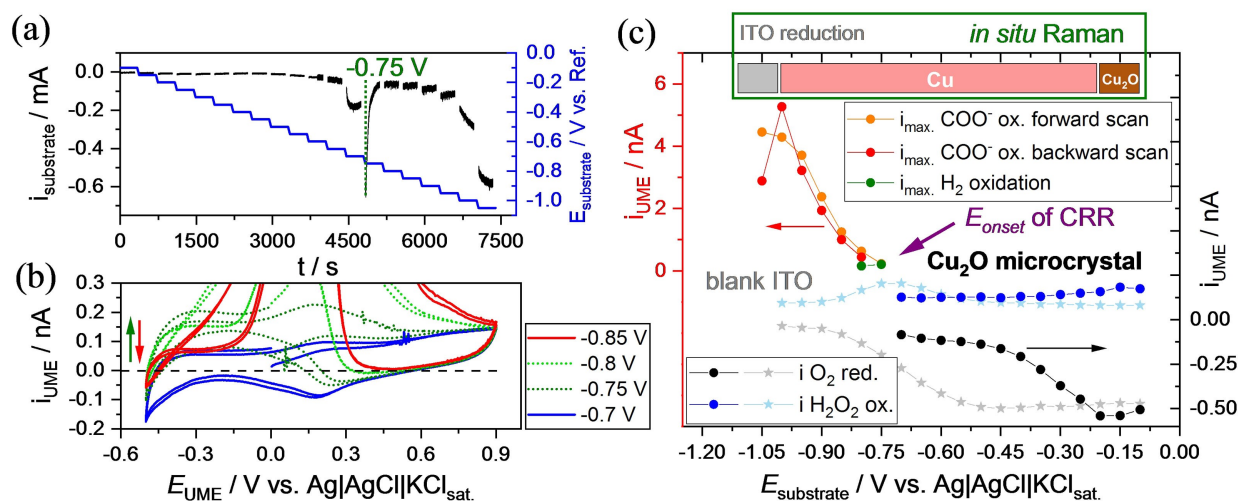 (a)
0.0
-0.2
-0.4
-0.6
i_substrate / mA
-0.75 V
0.0
-0.2
-0.4
-0.6
-0.8
-1.0
E_substrate / V vs. Ref.
0
1500
3000
4500
6000
7500
t / s
(b)
0.3
0.2
0.1
0.0
0.1
0.2
i_UME / nA
-0.6
-0.3
0.0
0.3
0.6
0.9
E_UME / V vs. Ag|AgCl|KCl_sat.
-0.85 V
-0.8 V
-0.75 V
-0.7 V
(c)
ITO reduction
in situ Raman
Cu
Cu₂O
6
4
2
0
i_UME / nA
i_max. COO⁻ ox. forward scan
i_max. COO⁻ ox. backward scan
i_max. H₂ oxidation
E_onset of CRR
blank ITO
Cu₂O microcrystal
i_UME / nA
0.00
-0.25
-0.50
i O₂ red.
i H₂O₂ ox.
-1.20
-1.05
-0.90
-0.75
-0.60
-0.45
-0.30
-0.15
0.00
E_substrate / V vs. Ag|AgCl|KCl_sat.